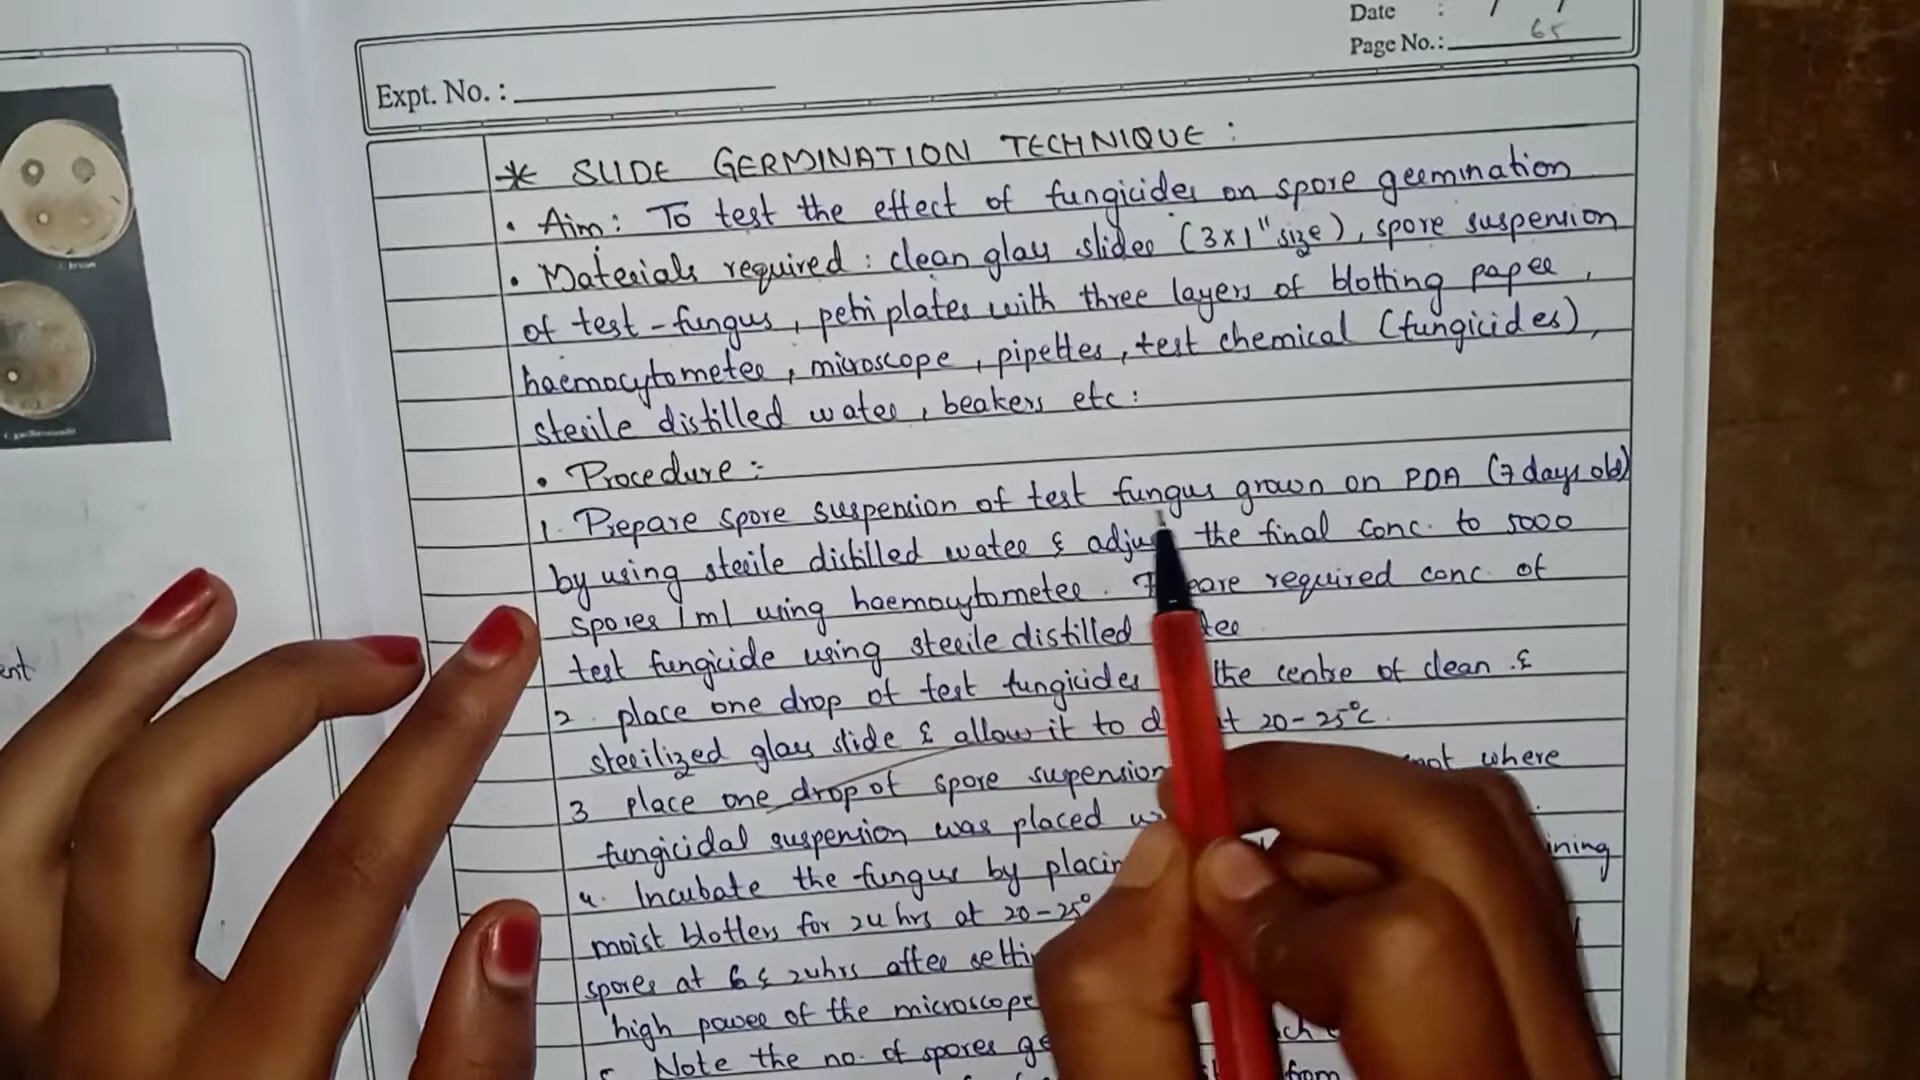 Date :
Page No.: 65
Expt. No. :
* SLIDE GERMINATION TECHNIQUE :
• Aim: To test the effect of fungicides on spore germination
• Materials required : clean glass slides (3x1" size), spore suspension
of test-fungus, petriplates with three layers of blotting paper,
haemocytometer, microscope, pipettes, test chemical (fungicides),
sterile distilled water, beakers etc:
• Procedure :-
1. Prepare spore suspension of test fungus grown on PDA (7 days old)
by using sterile distilled water & the final conc. to 5000
spores/ml using haemocytometer. required conc. of
test fungicide using sterile distilled
2. place one drop of test fungicides the centre of clean &
sterilized glass slide & allow it to 20-25°C.
3 place one drop of spore supension where
fungicidal suspension was placed
4. Incubate the fungus by
moist blotters for 24 hrs at 20-25°
spores at 6 & 24hrs after
high power of the microscope
Note the no. of spores
from
ent